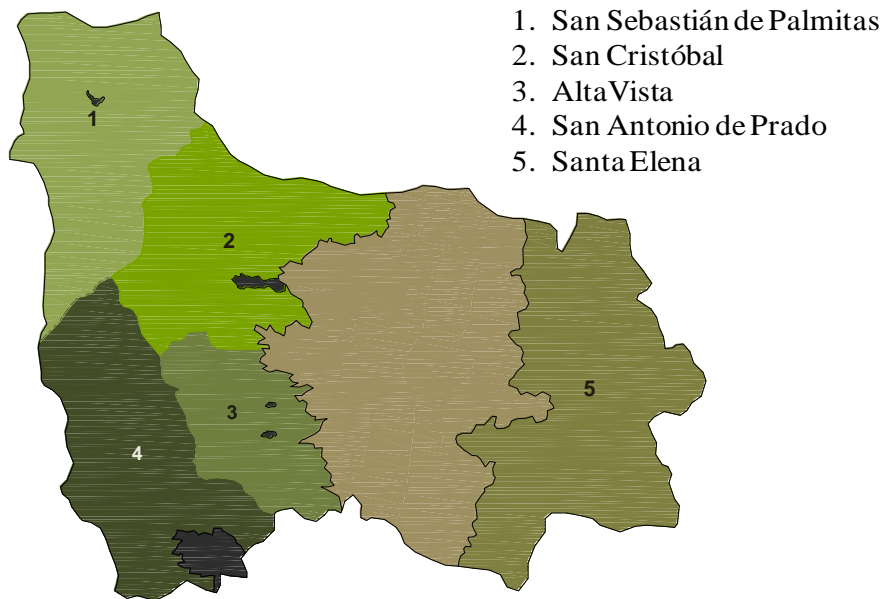 1. San Sebastián de Palmitas
2. San Cristóbal
3. AltaVista
4. San Antonio de Prado
5. Santa Elena
1
2
3
4
5